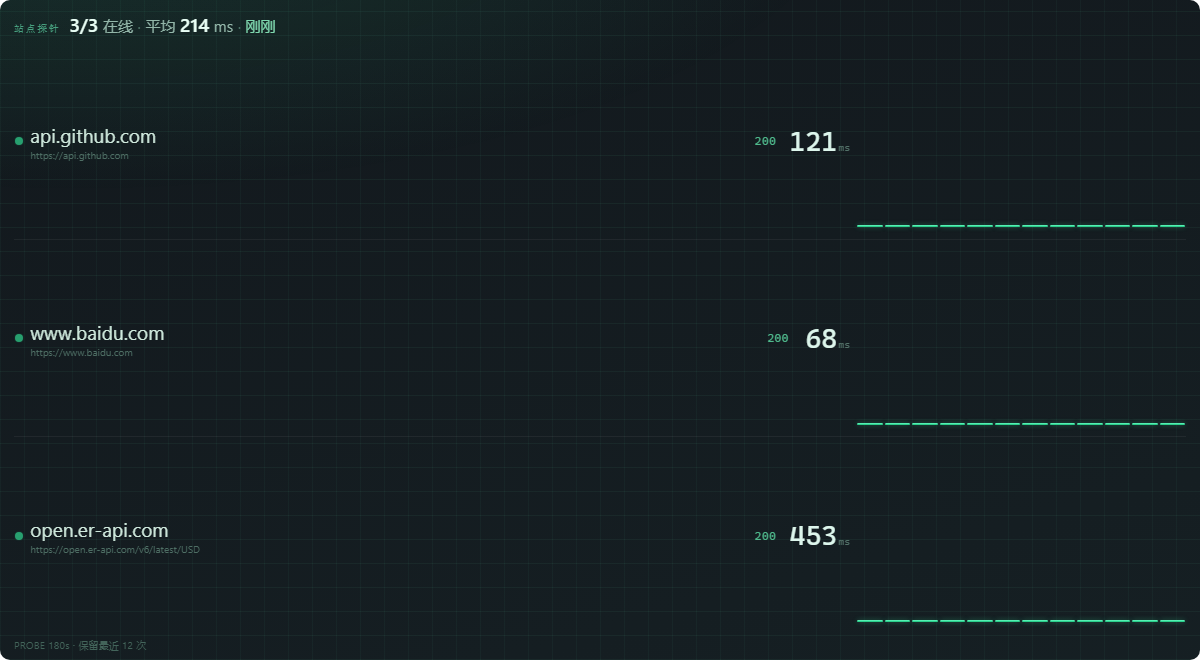 站点探针 3/3 在线 · 平均 214 ms · 刚刚
api.github.com
200 121 ms
https://api.github.com
www.baidu.com
200 68 ms
https://www.baidu.com
open.er-api.com
200 453 ms
https://open.er-api.com/v6/latest/USD
PROBE 180s · 保留最近 12 次